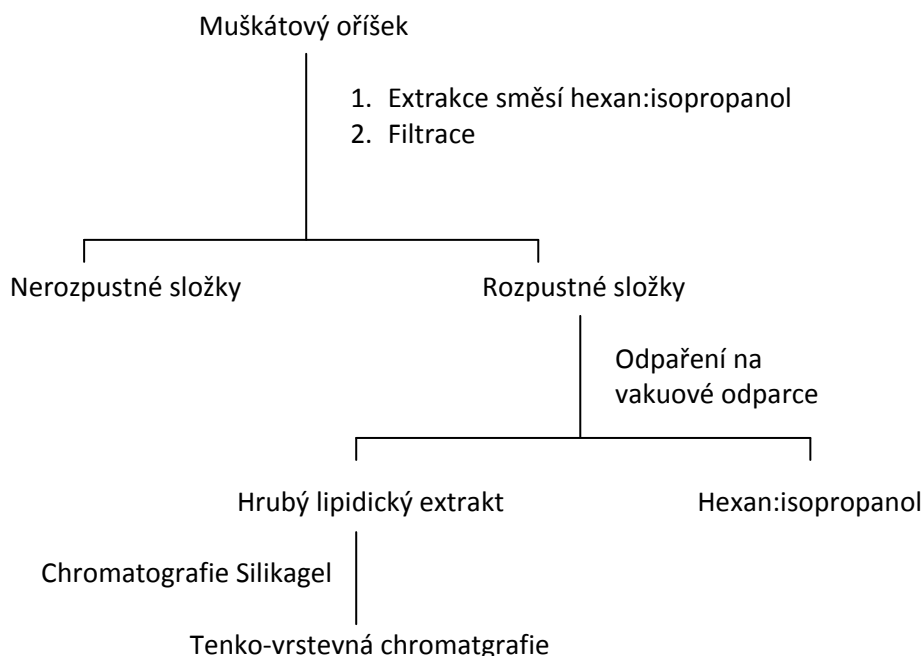 Muškátový oříšek
1. Extrakce směsí hexan:isopropanol
2. Filtrace
Nerozpustné složky
Rozpustné složky
Odpaření na
vakuové odparce
Hrubý lipidický extrakt
Hexan:isopropanol
Chromatografie Silikagel
Tenko-vrstevná chromatgrafie